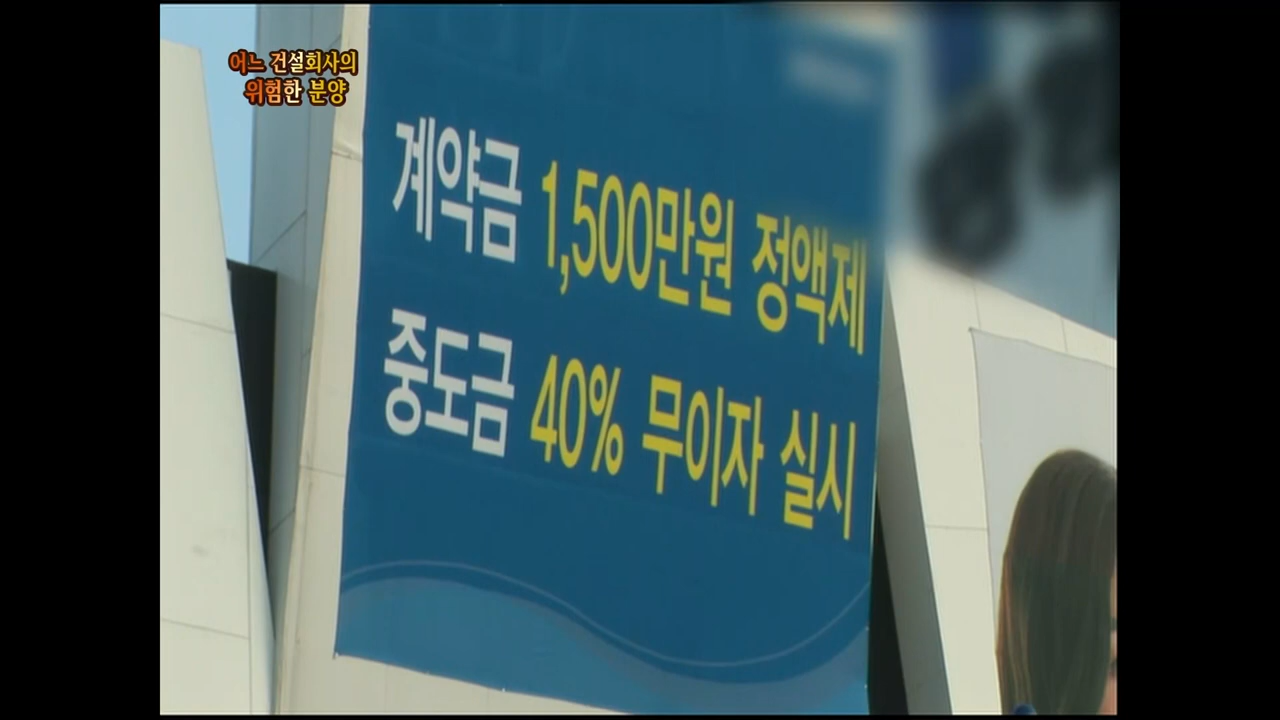 어느 건설회사의
위험한 분양
계약금 1,500만원 정액제
중도금 40% 무이자 실시